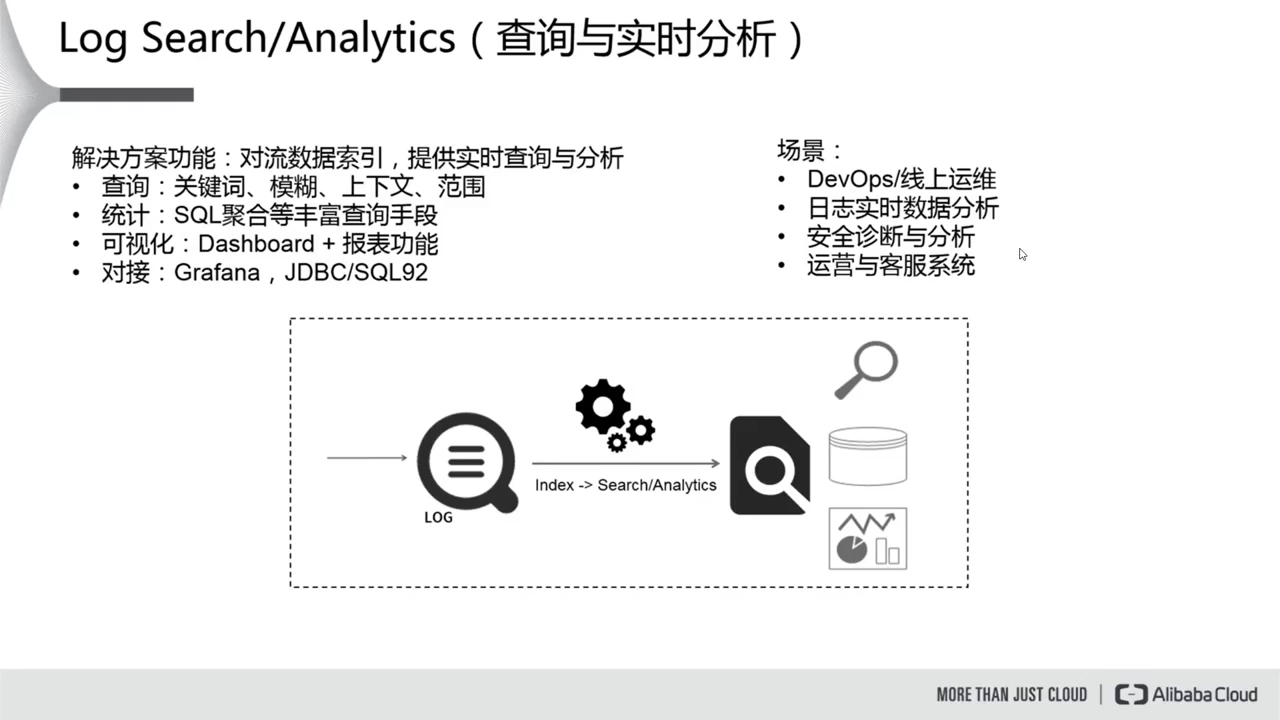 Log Search/Analytics（查询与实时分析）
解决方案功能：对流数据索引，提供实时查询与分析
• 查询：关键词、模糊、上下文、范围
• 统计：SQL聚合等丰富查询手段
• 可视化：Dashboard + 报表功能
• 对接：Grafana，JDBC/SQL92
场景：
• DevOps/线上运维
• 日志实时数据分析
• 安全诊断与分析
• 运营与客服系统
Index -> Search/Analytics
LOG
MORE THAN JUST CLOUD | Alibaba Cloud